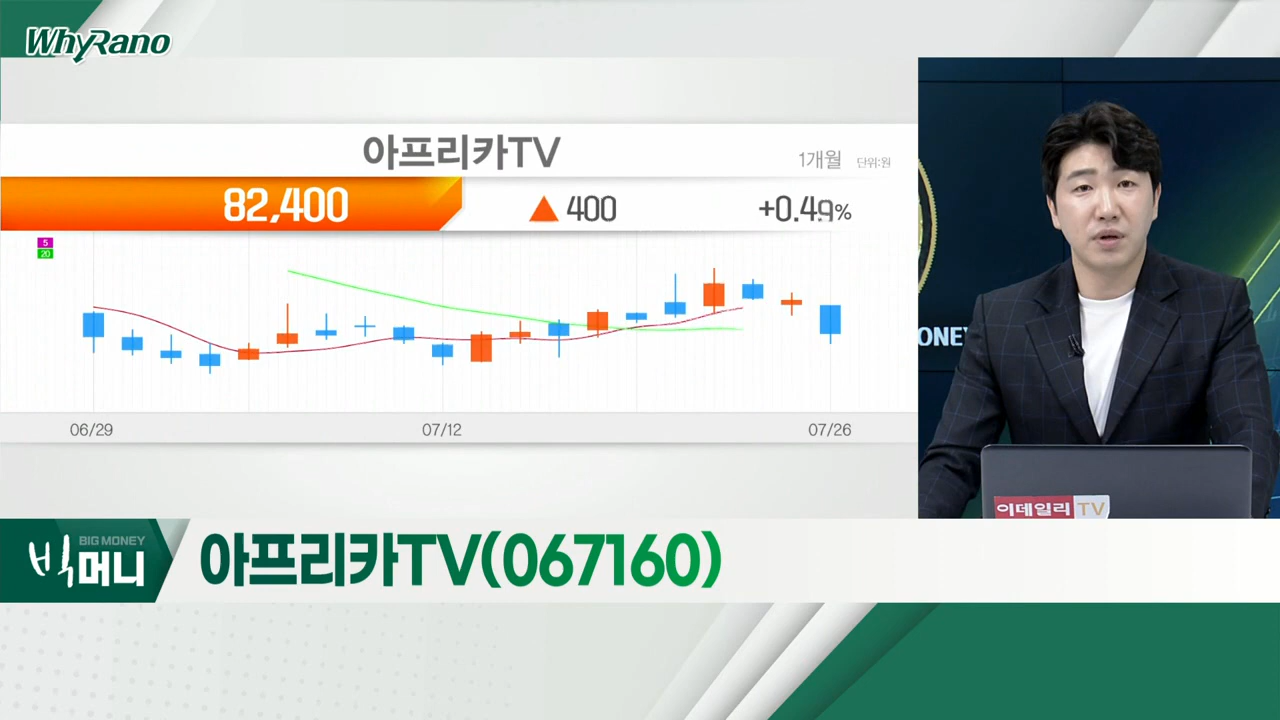 WhyRano
아프리카TV
1개월 단위:원
82,400 ▲ 400 +0.49%
5
20
06/29 07/12 07/26
ONEY
이데일리 TV
BIG MONEY
빅머니
아프리카TV(067160)